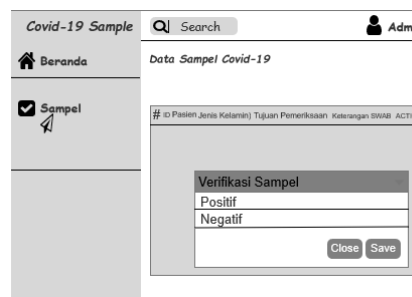 Covid-19 Sample
Search
Adm
Beranda
Data Sampel Covid-19
Sampel
# ID Pasien Jenis Kelamin) Tujuan Pemeriksaan Keterangan SWAB ACTI
Verifikasi Sampel
Positif
Negatif
Close Save